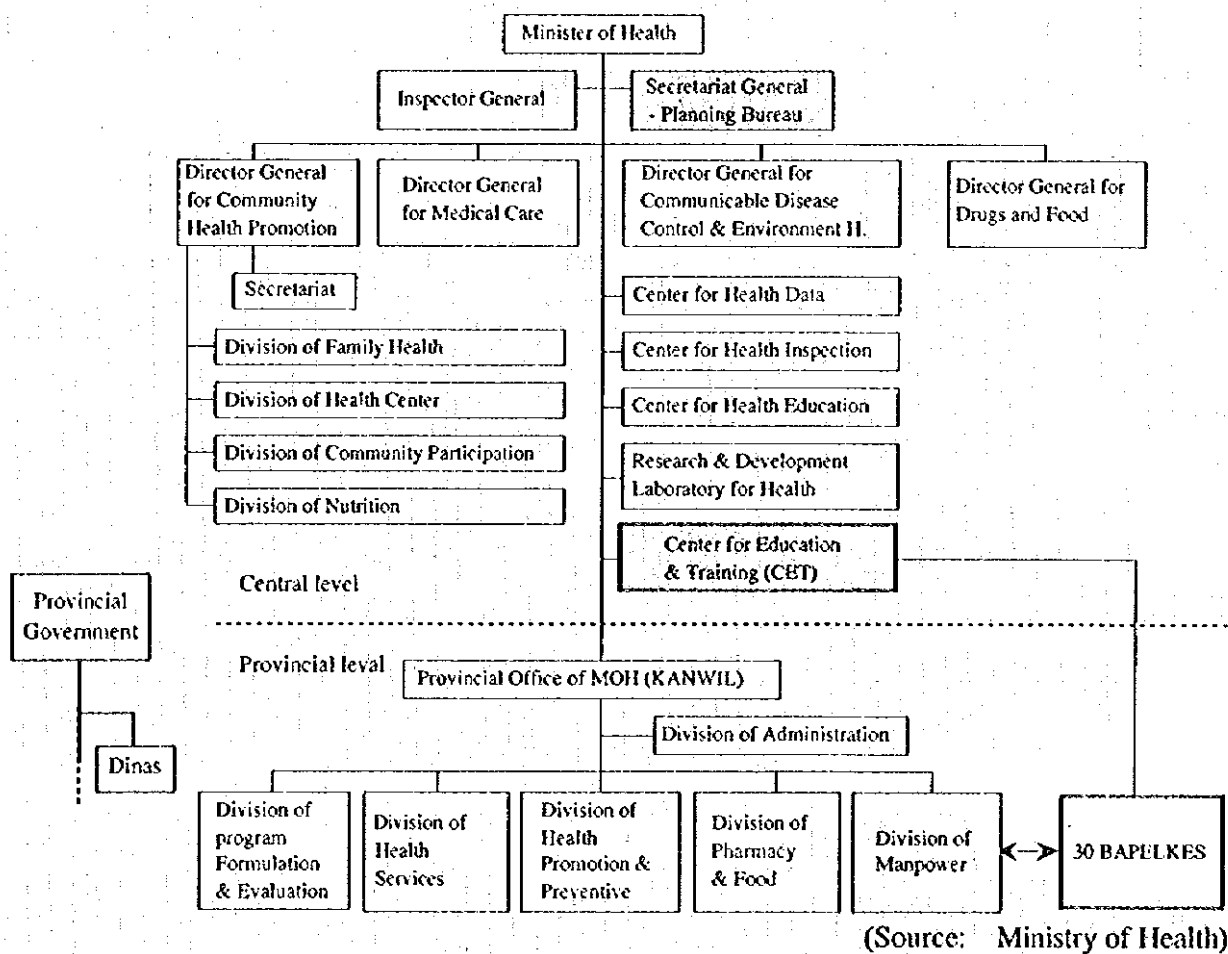 Minister of Health
Inspector General
Secretariat General
- Planning Bureau
Director General
for Community
Health Promotion
Director General
for Medical Care
Director General for
Communicable Disease
Control & Environment H.
Director General for
Drugs and Food
Secretariat
Center for Health Data
Division of Family Health
Center for Health Inspection
Division of Health Center
Center for Health Education
Division of Community Participation
Research & Development
Laboratory for Health
Division of Nutrition
Center for Education
& Training (CET)
Central level
Provincial
Government
Provincial leval
Provincial Office of MOH (KANWIL)
Division of Administration
Dinas
Division of
program
Formulation
& Evaluation
Division of
Health
Services
Division of
Health
Promotion &
Preventive
Division of
Pharmacy
& Food
Division of
Manpower
30 BAPELKES
(Source: Ministry of Health)